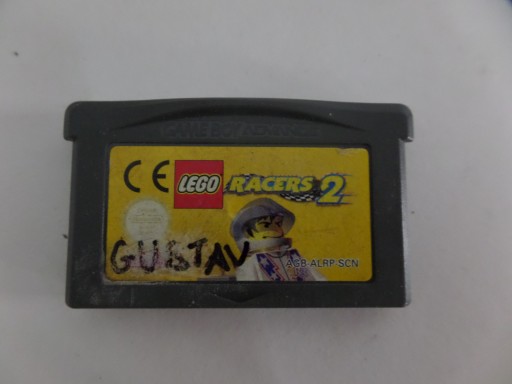 GAME BOY ADVANCE
CE LEGO RACERS 2
GUSTAV
AGB-ALRP-SCN